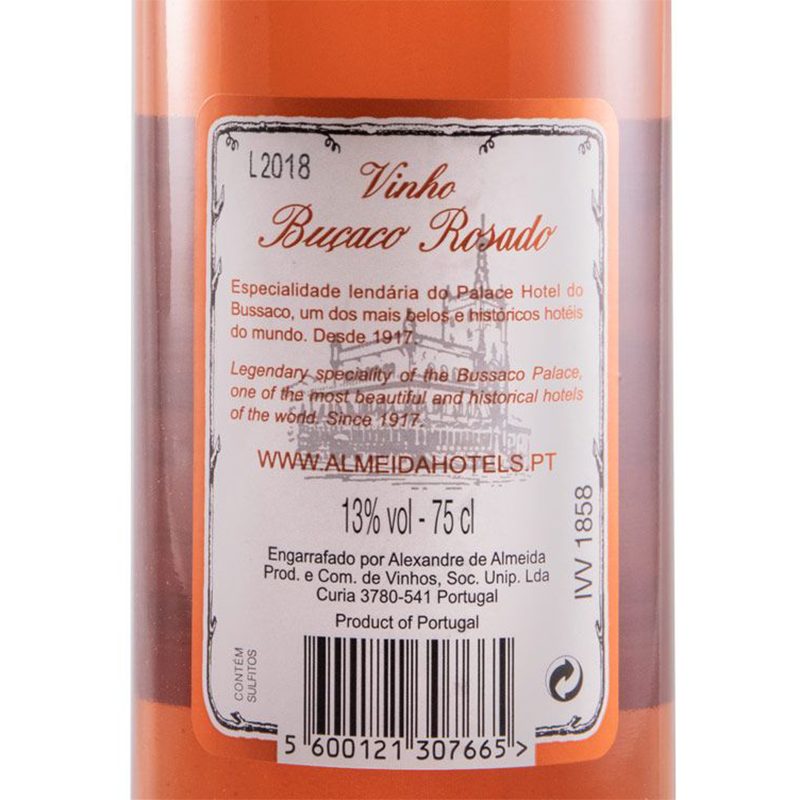 L2018
Vinho
Buçaco Rosado
Especialidade lendária do Palace Hotel do
Bussaco, um dos mais belos e históricos hotéis
do mundo. Desde 1917.
Legendary speciality of the Bussaco Palace,
one of the most beautiful and historical hotels
of the world. Since 1917.
WWW.ALMEIDAHOTELS.PT
13% vol - 75 cl
Engarrafado por Alexandre de Almeida
Prod. e Com. de Vinhos, Soc. Unip. Lda
Curia 3780-541 Portugal
Product of Portugal
IVV 1858
CONTÉM
SULFITOS
5 600121 307665>